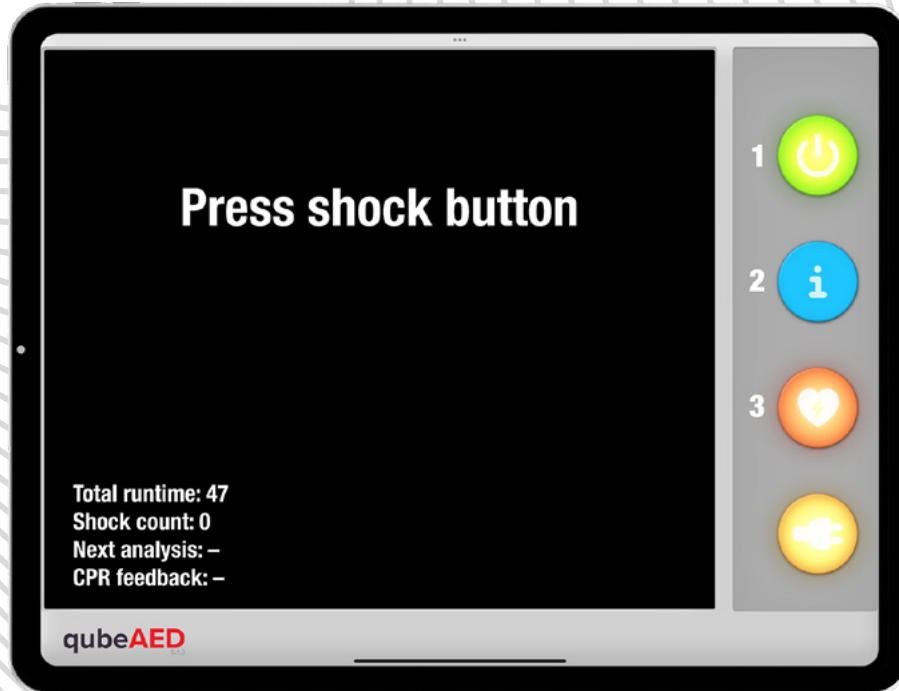 Press shock button
1
2
3
Total runtime: 47
Shock count: 0
Next analysis: –
CPR feedback: –
qubeAED